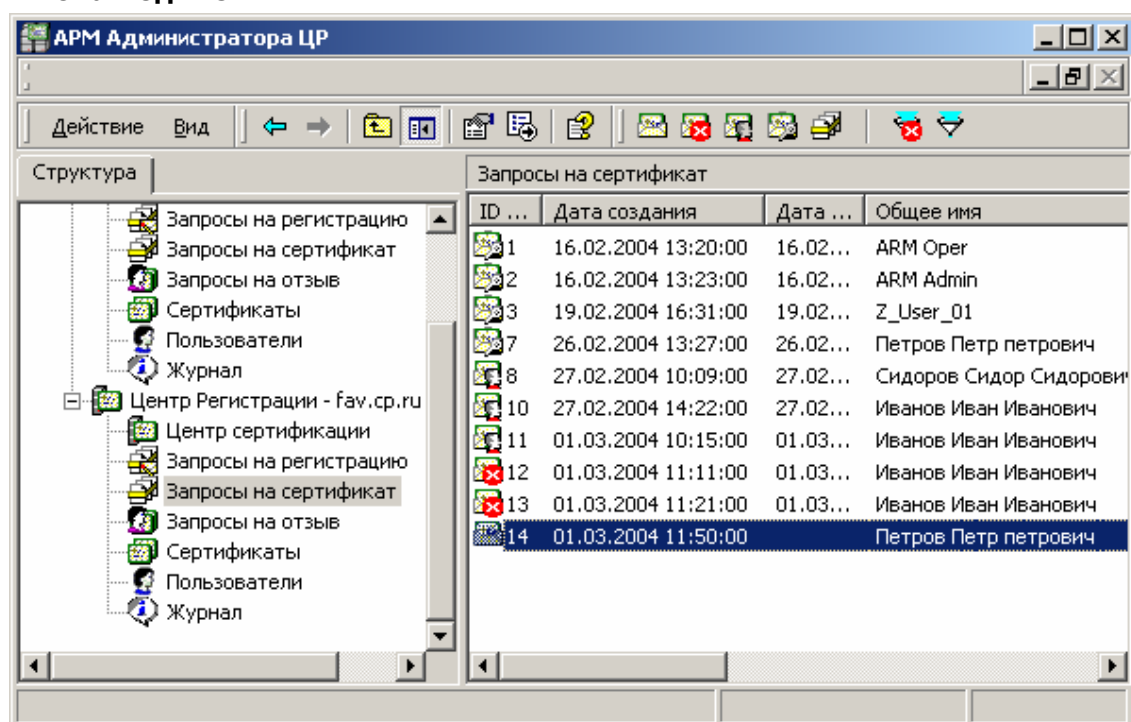 АРМ Администратора ЦР
Действие Вид
Структура
Запросы на регистрацию
Запросы на сертификат
Запросы на отзыв
Сертификаты
Пользователи
Журнал
Центр Регистрации - fav.cp.ru
Центр сертификации
Запросы на регистрацию
Запросы на сертификат
Запросы на отзыв
Сертификаты
Пользователи
Журнал
Запросы на сертификат
ID ... Дата создания Дата ... Общее имя
1 16.02.2004 13:20:00 16.02... ARM Oper
2 16.02.2004 13:23:00 16.02... ARM Admin
3 19.02.2004 16:31:00 19.02... Z_User_01
7 26.02.2004 13:27:00 26.02... Петров Петр петрович
8 27.02.2004 10:09:00 27.02... Сидоров Сидор Сидорович
10 27.02.2004 14:22:00 27.02... Иванов Иван Иванович
11 01.03.2004 10:15:00 01.03... Иванов Иван Иванович
12 01.03.2004 11:11:00 01.03... Иванов Иван Иванович
13 01.03.2004 11:21:00 01.03... Иванов Иван Иванович
14 01.03.2004 11:50:00 Петров Петр петрович